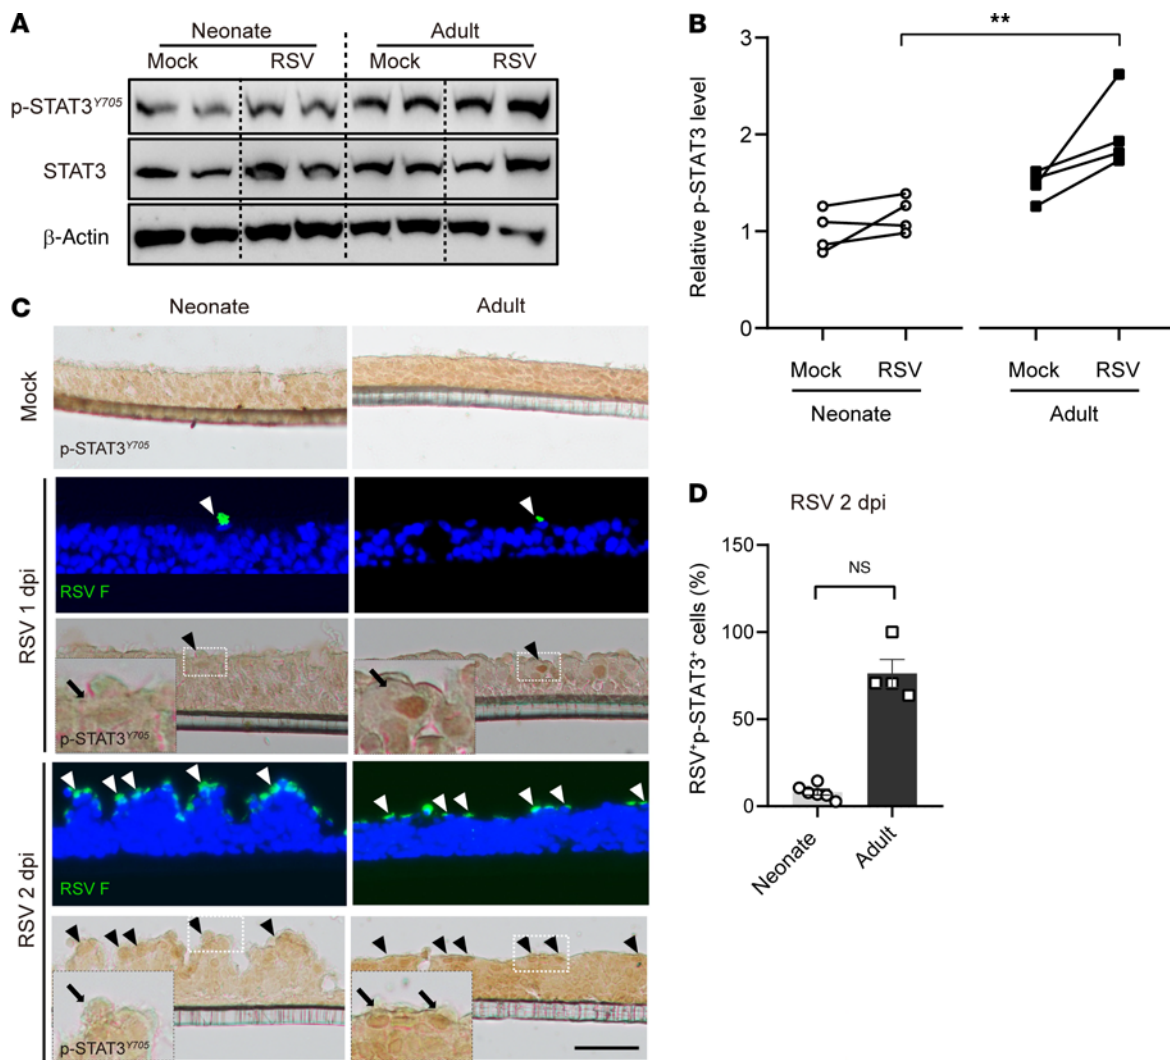 A
Neonate Adult
Mock RSV Mock RSV
p-STAT3Y705
STAT3
β-Actin
B
**
Relative p-STAT3 level
3
2
1
0
Mock RSV Mock RSV
Neonate Adult
C
Neonate Adult
Mock
p-STAT3Y705
RSV 1 dpi
RSV F
p-STAT3Y705
RSV 2 dpi
RSV F
p-STAT3Y705
D
RSV 2 dpi
RSV+p-STAT3+ cells (%)
150
100
50
0
NS
Neonate Adult